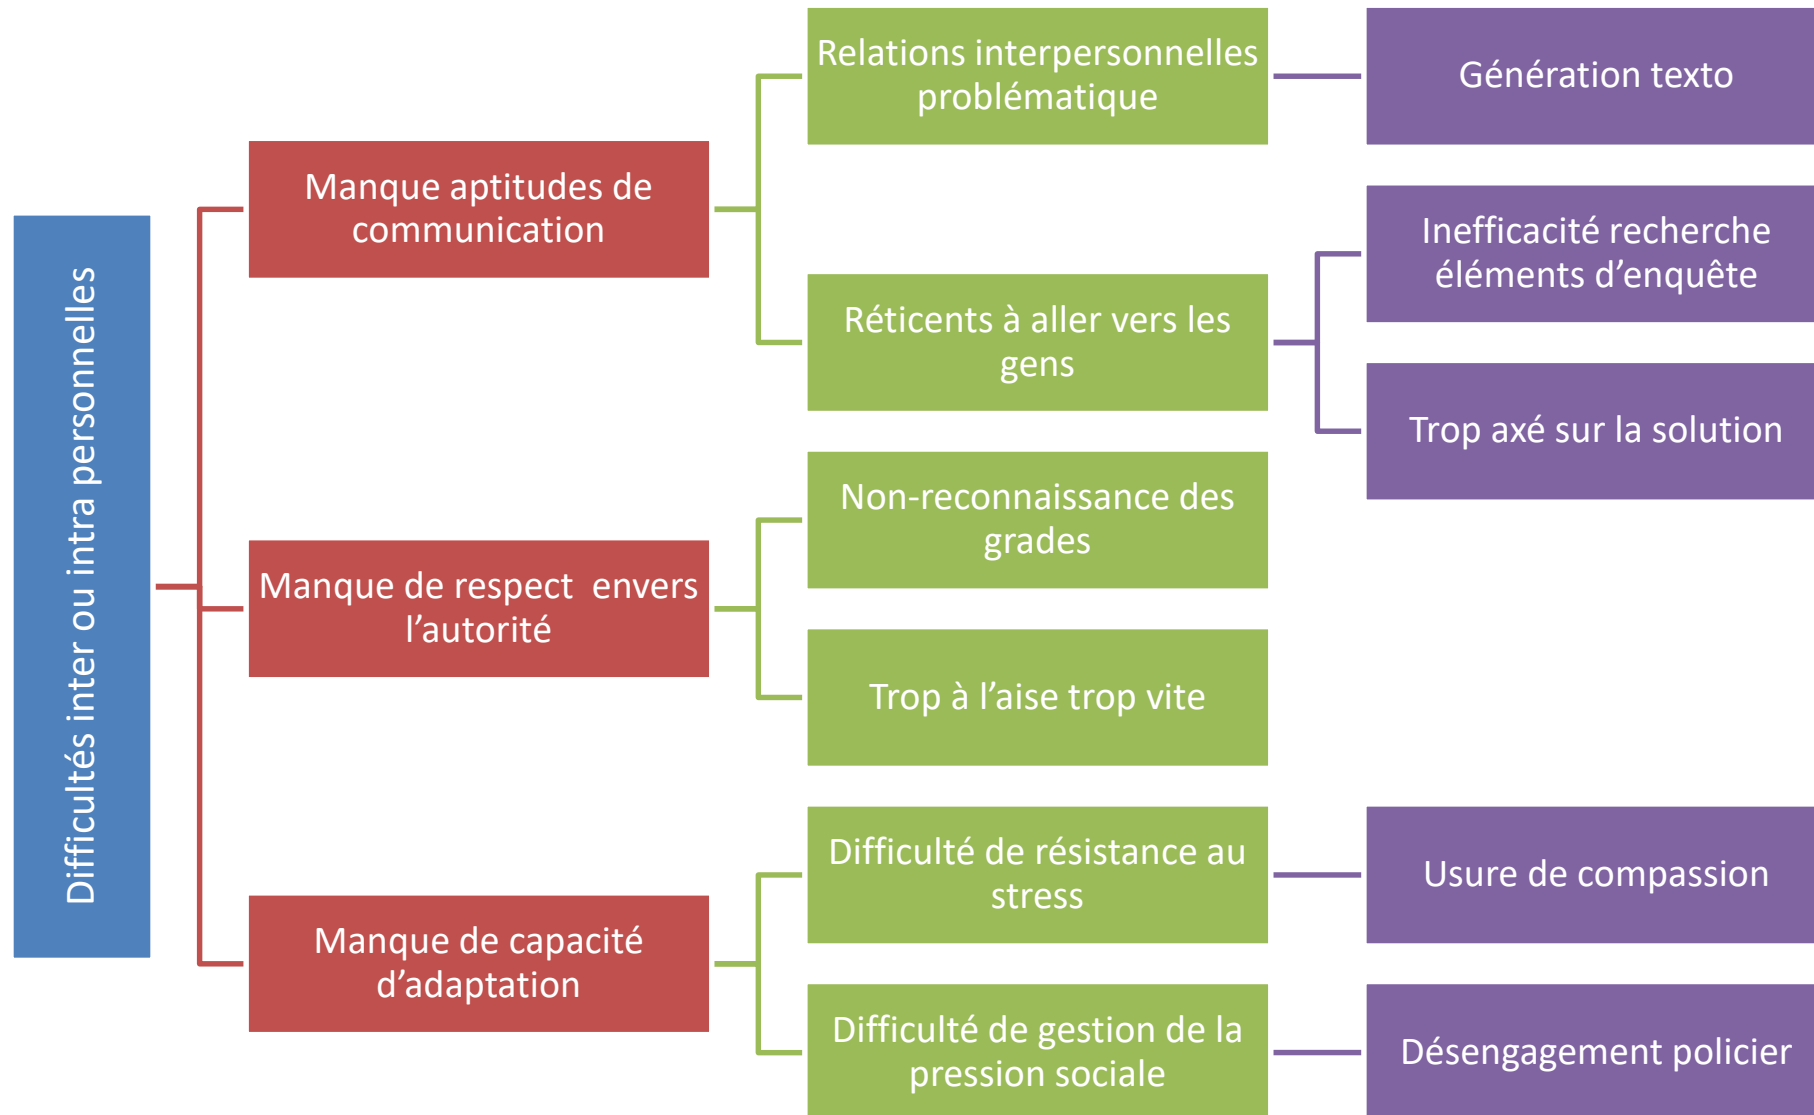 Difficultés inter ou intra personnelles
Manque aptitudes de
communication
Relations interpersonnelles
problématique
Génération texto
Réticents à aller vers les
gens
Inefficacité recherche
éléments d’enquête
Trop axé sur la solution
Manque de respect  envers
l’autorité
Non-reconnaissance des
grades
Trop à l’aise trop vite
Manque de capacité
d’adaptation
Difficulté de résistance au
stress
Usure de compassion
Difficulté de gestion de la
pression sociale
Désengagement policier